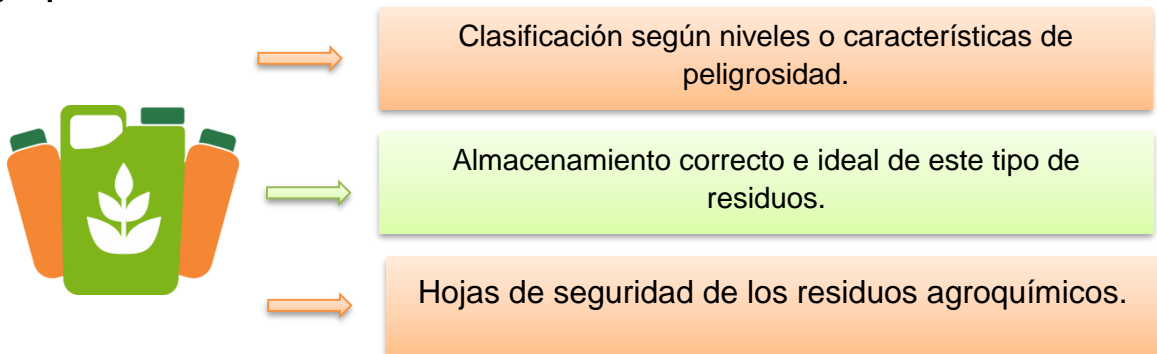 Clasificación según niveles o características de
peligrosidad.
Almacenamiento correcto e ideal de este tipo de
residuos.
Hojas de seguridad de los residuos agroquímicos.